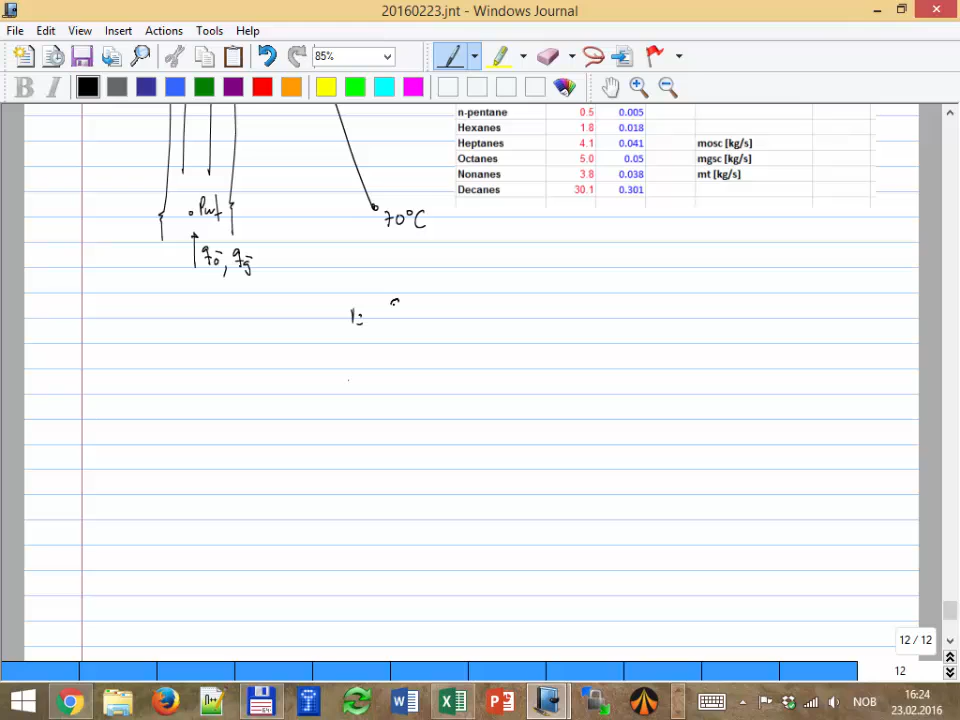 20160223.jnt - Windows Journal
File Edit View Insert Actions Tools Help
85%
B I
n-pentane 0.5 0.005
Hexanes 1.8 0.018
Heptanes 4.1 0.041 mosc [kg/s]
Octanes 5.0 0.05 mgsc [kg/s]
Nonanes 3.8 0.038 mt [kg/s]
Decanes 30.1 0.301
Pwf
70°C
qō, qḡ
12 / 12
12
NOB
16:24
23.02.2016